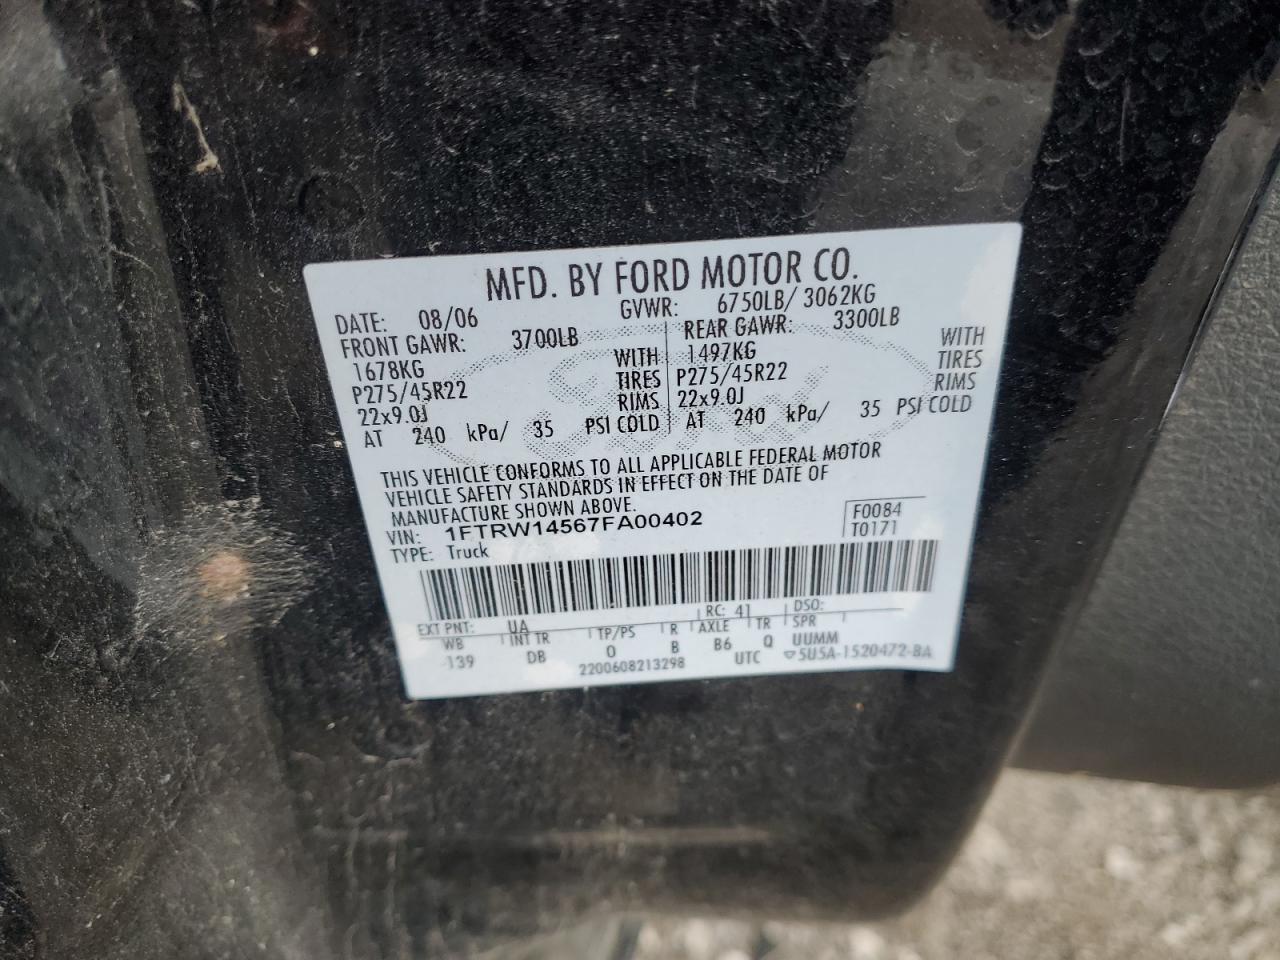 MFD. BY FORD MOTOR CO.
DATE: 08/06 GVWR: 6750LB/ 3062KG
FRONT GAWR: 3700LB REAR GAWR: 3300LB
1678KG WITH 1497KG WITH
P275/45R22 TIRES P275/45R22 TIRES
22x9.0J RIMS 22x9.0J RIMS
AT 240 kPa/ 35 PSI COLD AT 240 kPa/ 35 PSI COLD
THIS VEHICLE CONFORMS TO ALL APPLICABLE FEDERAL MOTOR
VEHICLE SAFETY STANDARDS IN EFFECT ON THE DATE OF
MANUFACTURE SHOWN ABOVE.
VIN: 1FTRW14567FA00402 F0084
TYPE: Truck T0171
EXT PNT: UA RC: 41 DSO:
WB INT TR TP/PS R AXLE TR SPR
139 DB 0 B B6 Q UUMM
2200608213298 UTC ▽5U5A-1520472-BA